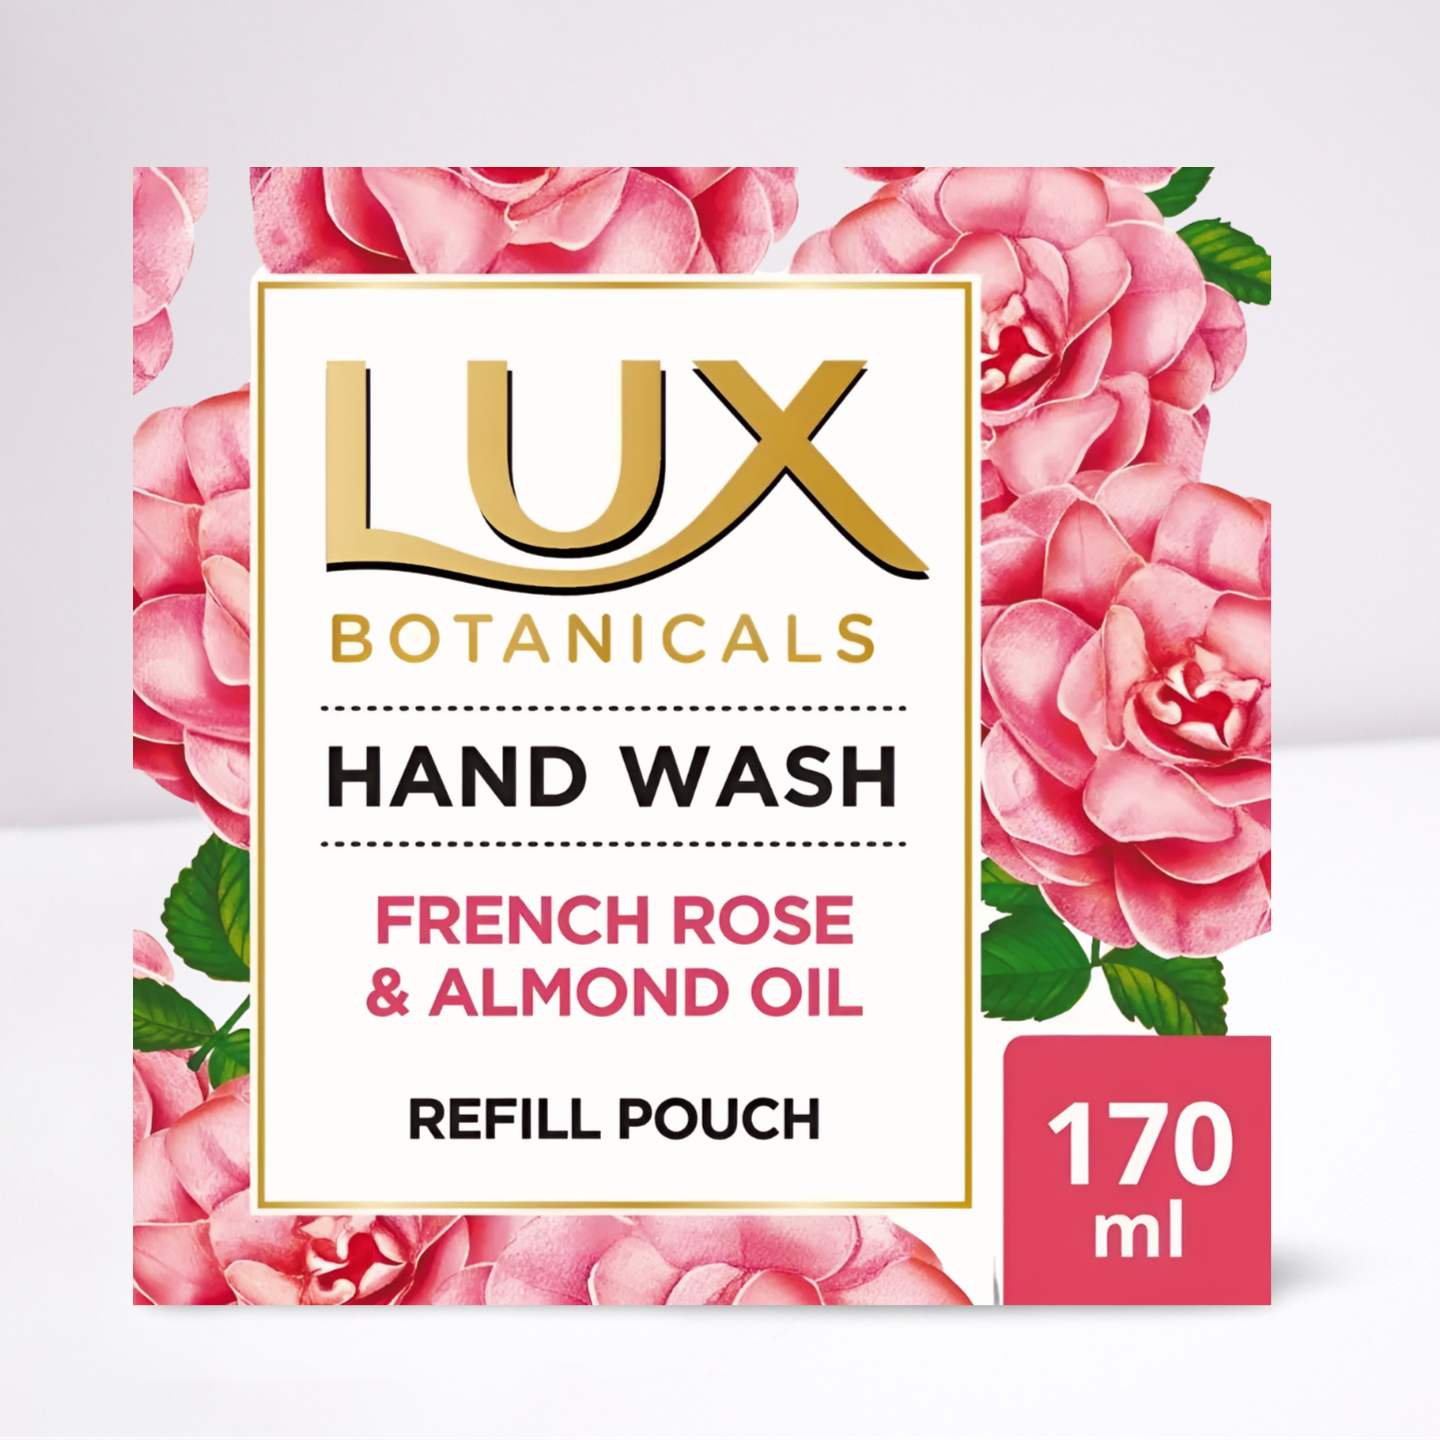 LUX
BOTANICALS
HAND WASH
FRENCH ROSE
& ALMOND OIL
REFILL POUCH
170
ml